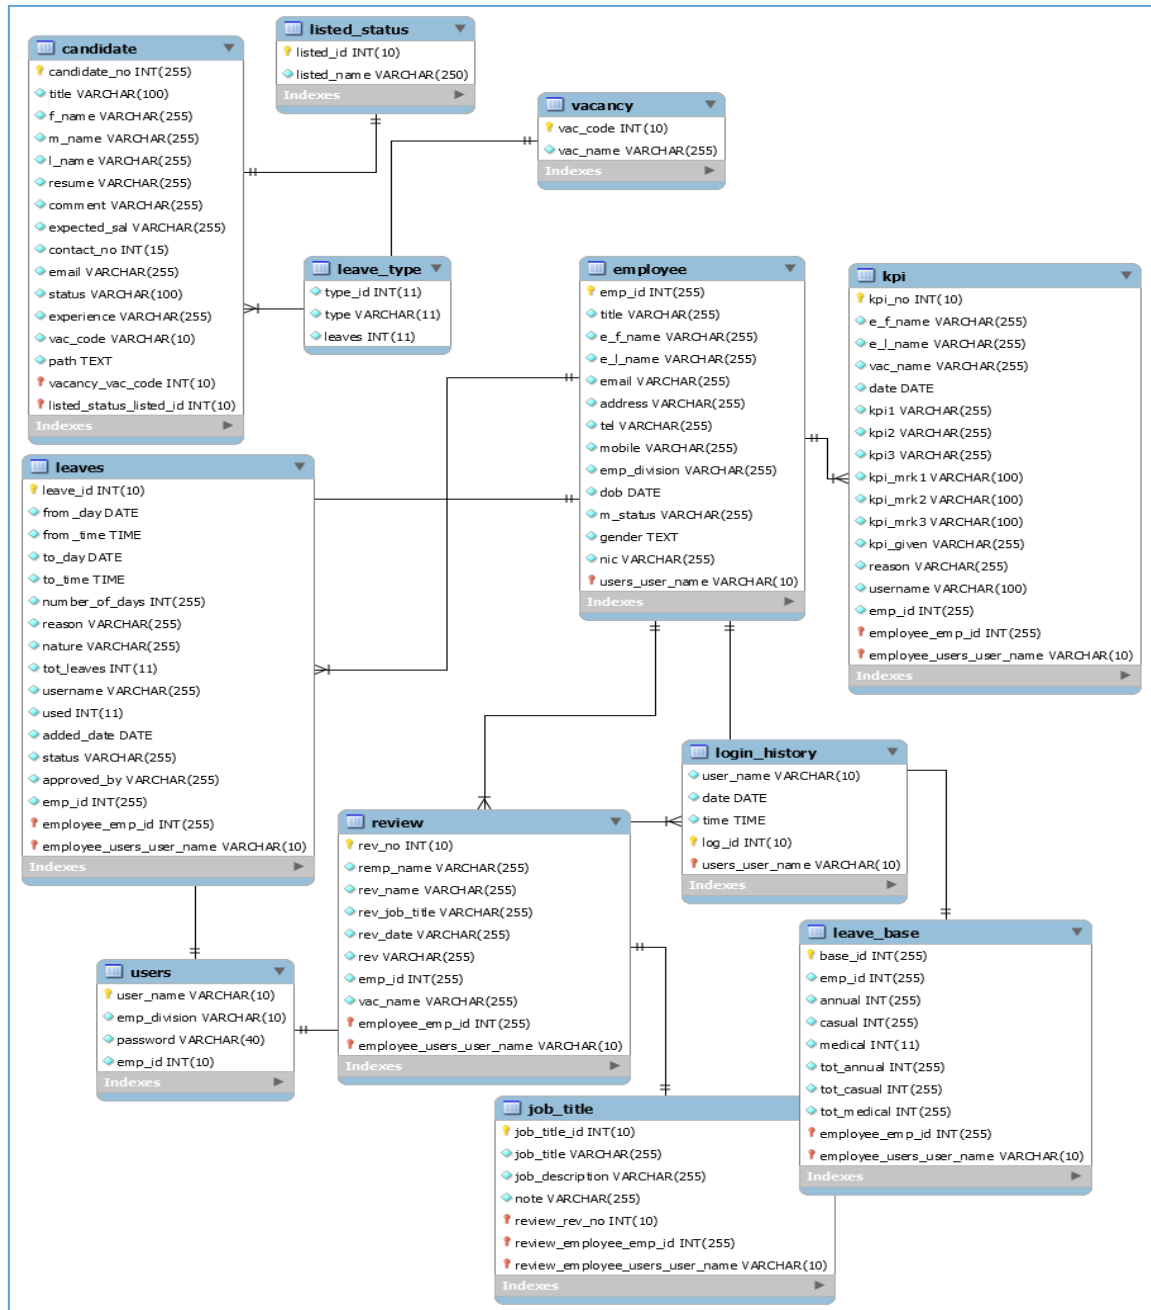 listed_status
listed_id INT(10)
listed_name VARCHAR(250)
Indexes
candidate
candidate_no INT(255)
title VARCHAR(100)
f_name VARCHAR(255)
m_name VARCHAR(255)
l_name VARCHAR(255)
resume VARCHAR(255)
comment VARCHAR(255)
expected_sal VARCHAR(255)
contact_no INT(15)
email VARCHAR(255)
status VARCHAR(100)
experience VARCHAR(255)
vac_code VARCHAR(10)
path TEXT
vacancy_vac_code INT(10)
listed_status_listed_id INT(10)
Indexes
vacancy
vac_code INT(10)
vac_name VARCHAR(255)
Indexes
leave_type
type_id INT(11)
type VARCHAR(11)
leaves INT(11)
employee
emp_id INT(255)
title VARCHAR(255)
e_f_name VARCHAR(255)
e_l_name VARCHAR(255)
email VARCHAR(255)
address VARCHAR(255)
tel VARCHAR(255)
mobile VARCHAR(255)
emp_division VARCHAR(255)
dob DATE
m_status VARCHAR(255)
gender TEXT
nic VARCHAR(255)
users_user_name VARCHAR(10)
Indexes
kpi
kpi_no INT(10)
e_f_name VARCHAR(255)
e_l_name VARCHAR(255)
vac_name VARCHAR(255)
date DATE
kpi1 VARCHAR(255)
kpi2 VARCHAR(255)
kpi3 VARCHAR(255)
kpi_mrk1 VARCHAR(100)
kpi_mrk2 VARCHAR(100)
kpi_mrk3 VARCHAR(100)
kpi_given VARCHAR(255)
reason VARCHAR(255)
username VARCHAR(100)
emp_id INT(255)
employee_emp_id INT(255)
employee_users_user_name VARCHAR(10)
Indexes
leaves
leave_id INT(10)
from_day DATE
from_time TIME
to_day DATE
to_time TIME
number_of_days INT(255)
reason VARCHAR(255)
nature VARCHAR(255)
tot_leaves INT(11)
username VARCHAR(255)
used INT(11)
added_date DATE
status VARCHAR(255)
approved_by VARCHAR(255)
emp_id INT(255)
employee_emp_id INT(255)
employee_users_user_name VARCHAR(10)
Indexes
login_history
user_name VARCHAR(10)
date DATE
time TIME
log_id INT(10)
users_user_name VARCHAR(10)
Indexes
review
rev_no INT(10)
remp_name VARCHAR(255)
rev_name VARCHAR(255)
rev_job_title VARCHAR(255)
rev_date VARCHAR(255)
rev VARCHAR(255)
emp_id INT(255)
vac_name VARCHAR(255)
employee_emp_id INT(255)
employee_users_user_name VARCHAR(10)
Indexes
users
user_name VARCHAR(10)
emp_division VARCHAR(10)
password VARCHAR(40)
emp_id INT(10)
Indexes
leave_base
base_id INT(255)
emp_id INT(255)
annual INT(255)
casual INT(255)
medical INT(11)
tot_annual INT(255)
tot_casual INT(255)
tot_medical INT(255)
employee_emp_id INT(255)
employee_users_user_name VARCHAR(10)
Indexes
job_title
job_title_id INT(10)
job_title VARCHAR(255)
job_description VARCHAR(255)
note VARCHAR(255)
review_rev_no INT(10)
review_employee_emp_id INT(255)
review_employee_users_user_name VARCHAR(10)
Indexes